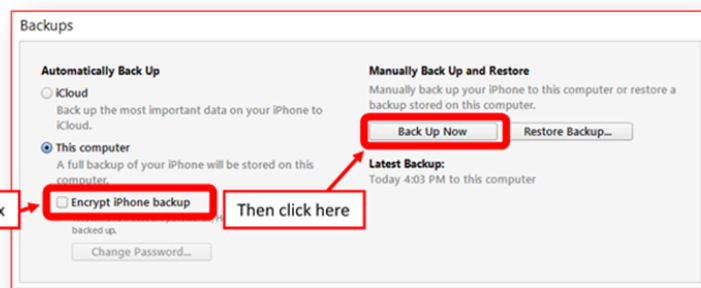 Backups
Automatically Back Up
iCloud
Back up the most important data on your iPhone to
iCloud.
This computer
A full backup of your iPhone will be stored on this
computer.
Encrypt iPhone backup
backed up.
Change Password...
x
Then click here
Manually Back Up and Restore
Manually back up your iPhone to this computer or restore a
backup stored on this computer.
Back Up Now
Restore Backup...
Latest Backup:
Today 4:03 PM to this computer